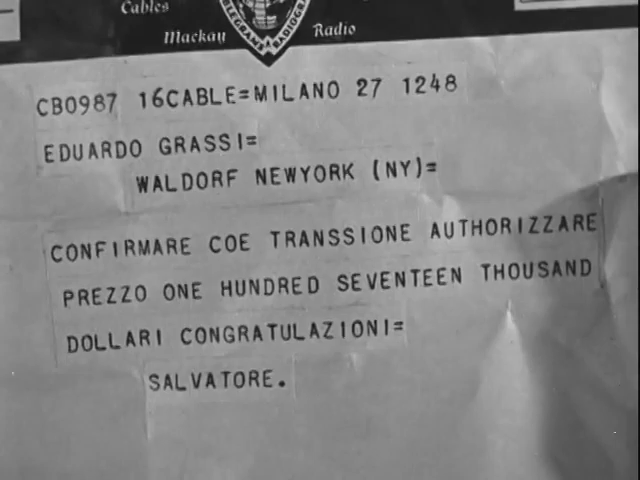 Cables
Mackay Radio
CB0987 16CABLE=MILANO 27 1248
EDUARDO GRASSI=
WALDORF NEWYORK (NY)=
CONFIRMARE COE TRANSSIONE AUTHORIZZARE
PREZZO ONE HUNDRED SEVENTEEN THOUSAND
DOLLARI CONGRATULAZIONI=
SALVATORE.